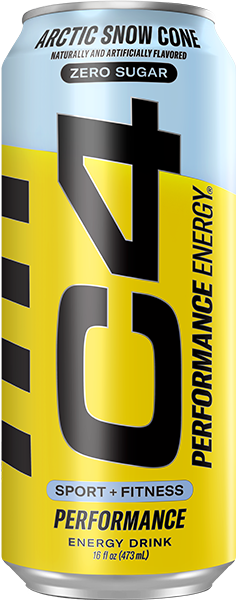 ARCTIC SNOW CONE
NATURALLY AND ARTIFICIALLY FLAVORED
ZERO SUGAR
C4
PERFORMANCE ENERGY®
SPORT + FITNESS
PERFORMANCE
ENERGY DRINK
16 fl oz (473 mL)